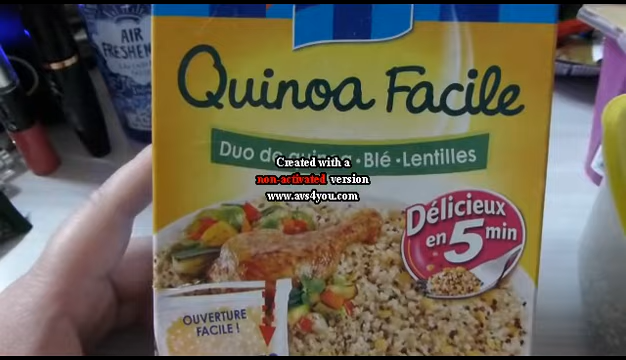 AIR
FRESHEN
Quinoa Facile
Duo de quinoa • Blé • Lentilles
Created with a
non-activated version
www.avs4you.com
Délicieux
en 5 min
OUVERTURE
FACILE !